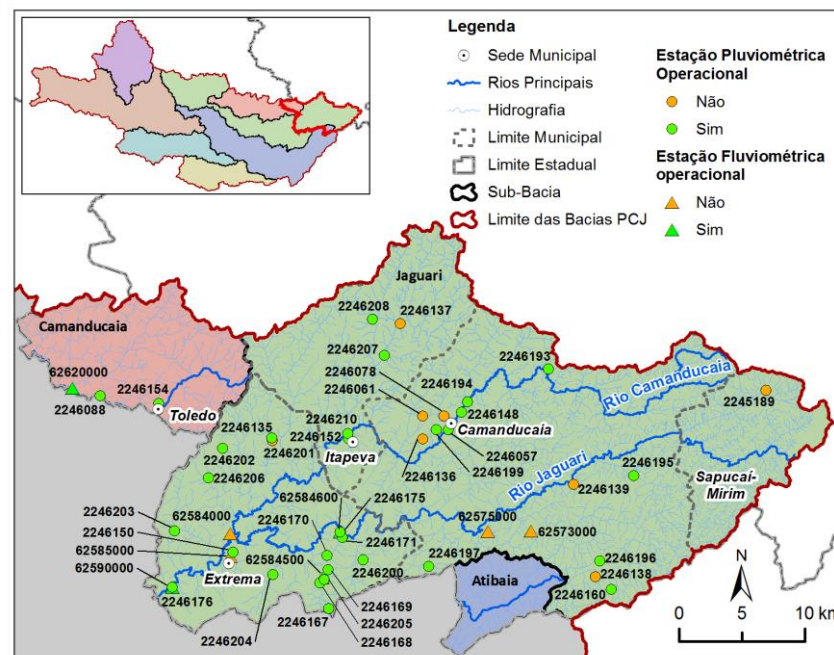 Legenda
Sede Municipal
Rios Principais
Hidrografia
Limite Municipal
Limite Estadual
Sub-Bacia
Limite das Bacias PCJ
Estação Pluviométrica
Operacional
Não
Sim
Estação Fluviométrica
operacional
Não
Sim
Jaguari
Camanducaia
2246208
2246137
62620000
2246154
2246207
2246078
2246061
2246193
2246194
Rio Camanducaia
2245189
2246088
Toledo
2246135
2246210
2246152
2246148
Camanducaia
2246201
2246202
Itapeva
2246057
2246199
2246136
Rio Jaguari
2246195
Sapucaí-
Mirim
2246206
62584600
2246175
2246139
2246203
62584000
2246170
62575000
62573000
2246150
2246171
62585000
62584500
2246197
2246196
N
62590000
Extrema
2246200
Atibaia
2246138
2246176
2246169
2246160
2246205
2246204
2246167
2246168
0 5 10 km